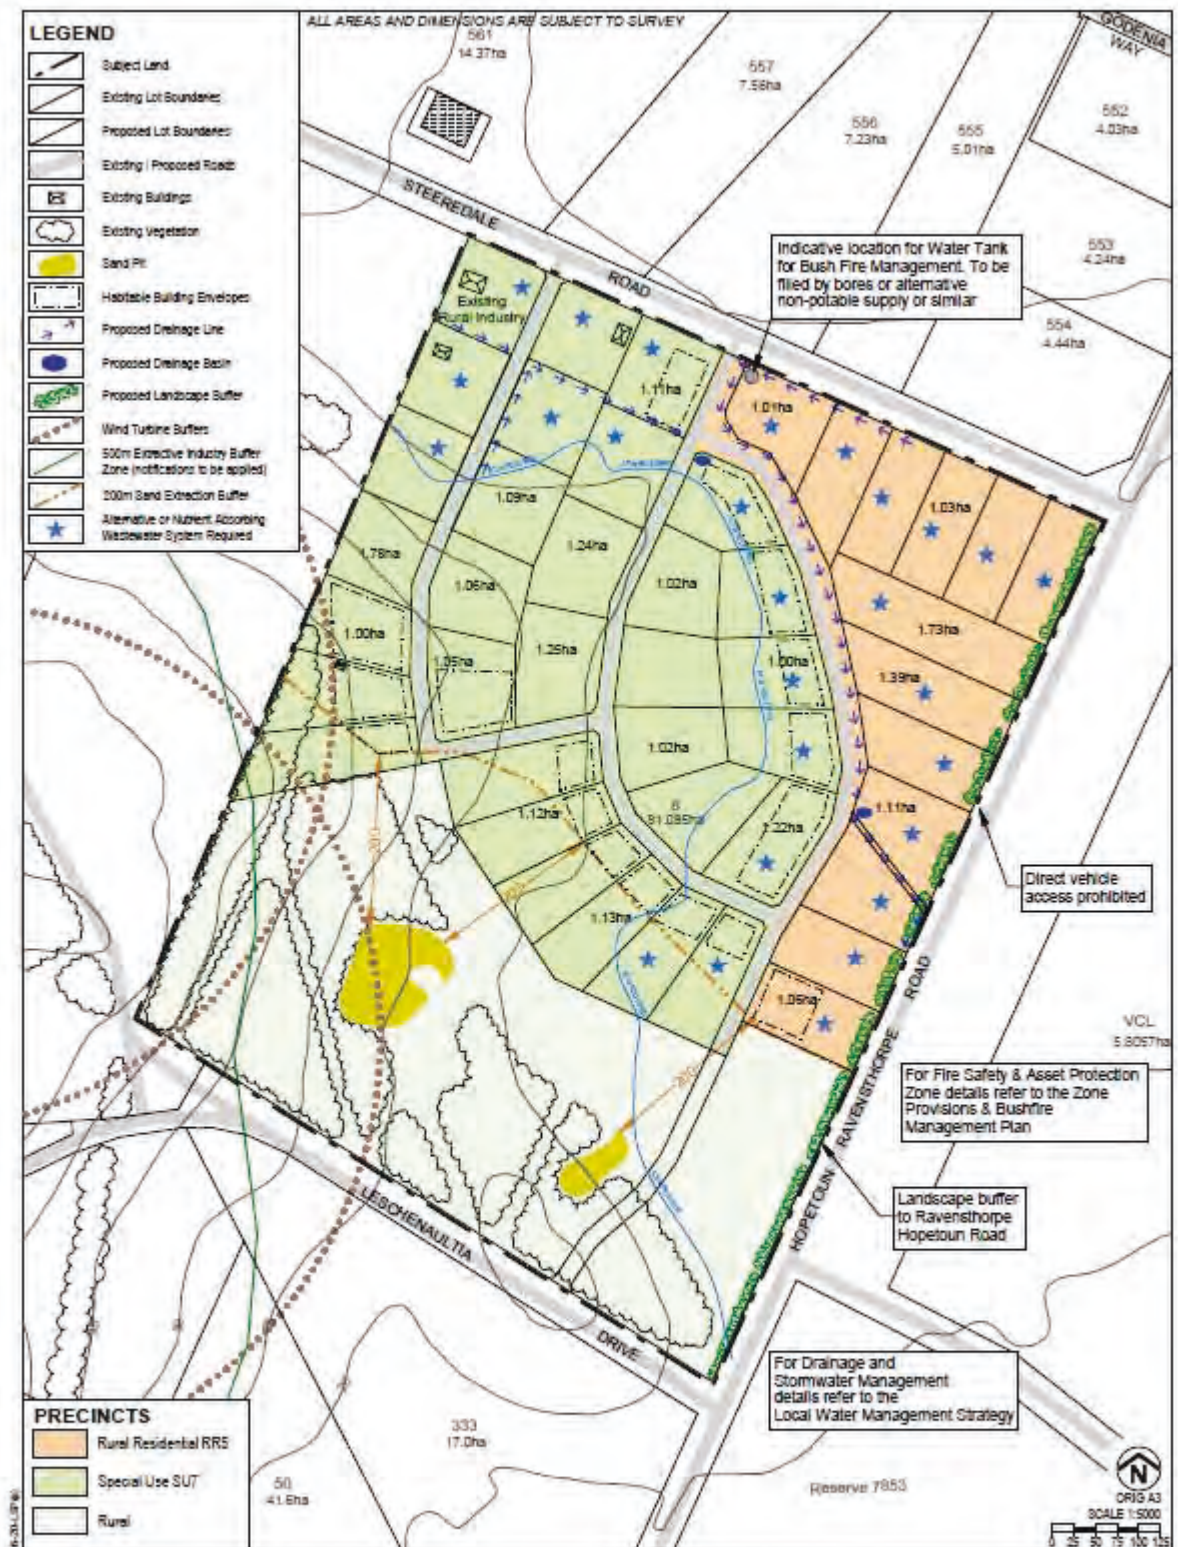 ALL AREAS AND DIMENSIONS ARE SUBJECT TO SURVEY
LEGEND
Subject Land
Existing Lot Boundaries
Proposed Lot Boundaries
Existing / Proposed Roads
Existing Buildings
Existing Vegetation
Sand Pit
Habitable Building Envelopes
Proposed Drainage Line
Proposed Drainage Basin
Proposed Landscape Buffer
Wind Turbine Buffers
500m Extractive Industry Buffer
Zone (notifications to be applied)
200m Sand Extraction Buffer
Alternative or Nutrient Absorbing
Wastewater System Required
561
14.37ha
557
7.56ha
556
7.23ha
555
5.01ha
GODENIA
WAY
552
4.03ha
553
4.24ha
554
4.44ha
STEEREDALE
ROAD
Indicative location for Water Tank
for Bush Fire Management. To be
filled by bores or alternative
non-potable supply or similar
Existing
Rural Industry
1.11ha
1.01ha
1.09ha
1.03ha
1.24ha
1.78ha
1.06ha
1.02ha
1.00ha
1.73ha
1.05ha
1.25ha
1.00ha
1.39ha
1.02ha
1.12ha
1.22ha
1.11ha
1.13ha
1.05ha
200
200
200
Direct vehicle
access prohibited
VCL
5.8057ha
For Fire Safety & Asset Protection
Zone details refer to the Zone
Provisions & Bushfire
Management Plan
HOPETOUN RAVENSTHORPE ROAD
Landscape buffer
to Ravensthorpe
Hopetoun Road
LESCHENAULTIA
DRIVE
For Drainage and
Stormwater Management
details refer to the
Local Water Management Strategy
333
17.0ha
50
41.6ha
Reserve 7853
PRECINCTS
Rural Residential RR5
Special Use SU7
Rural
N
ORIG A3
SCALE 1:5000
0 25 50 75 100 125